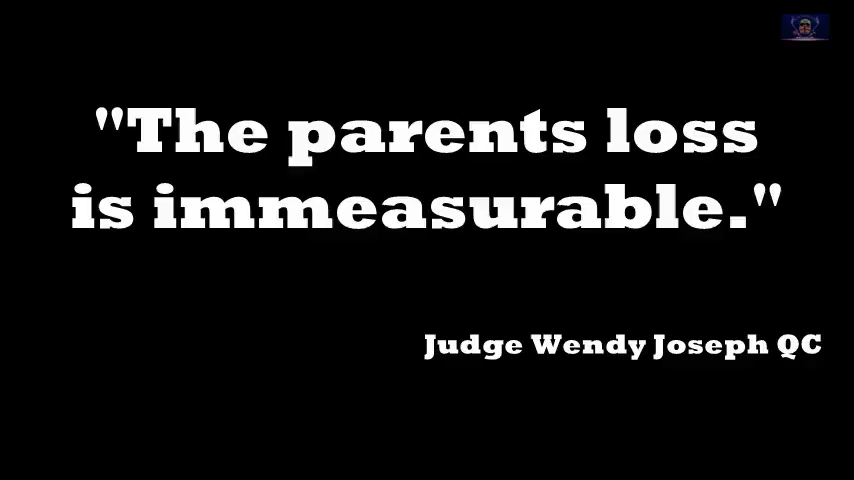 "The parents loss
is immeasurable."
Judge Wendy Joseph QC